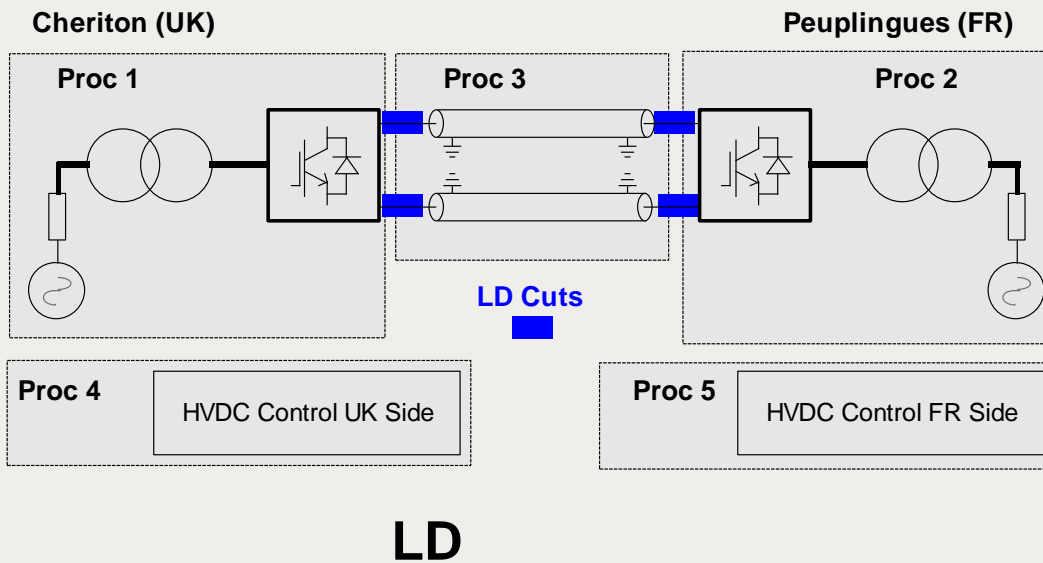 Cheriton (UK)
Peuplingues (FR)
Proc 1
Proc 3
Proc 2
LD Cuts
Proc 4
HVDC Control UK Side
Proc 5
HVDC Control FR Side
LD